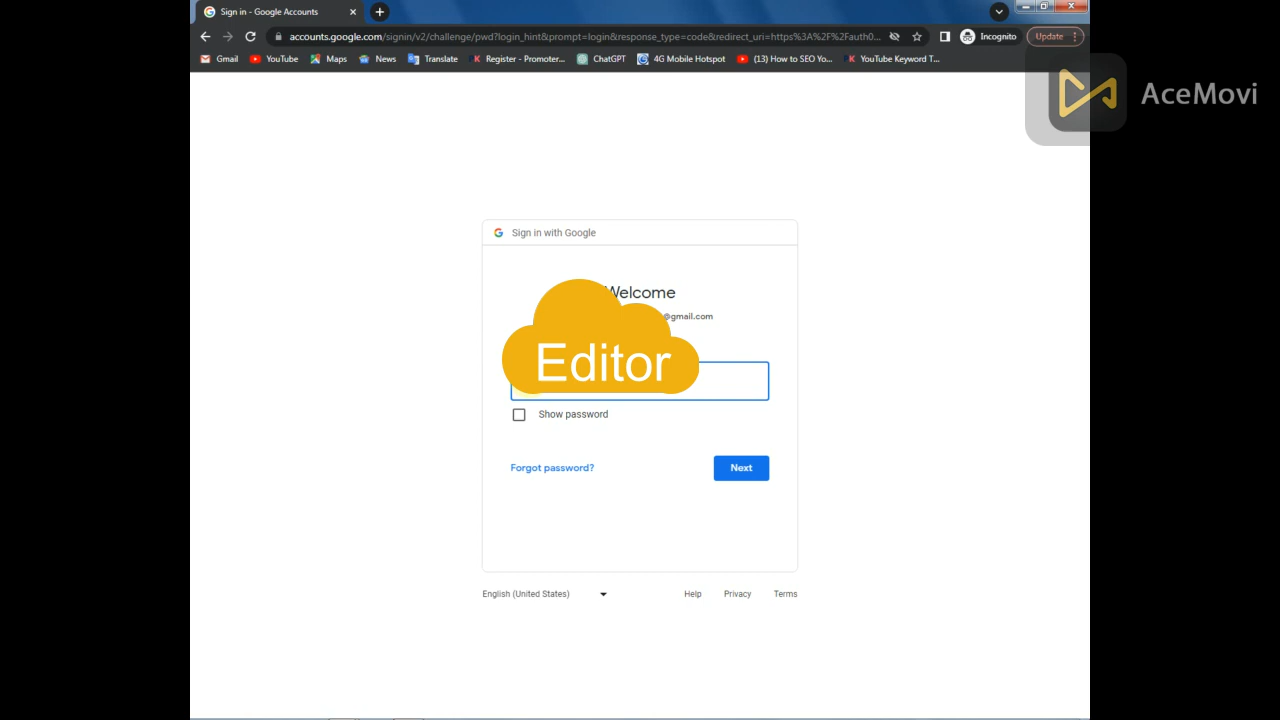 Sign in - Google Accounts
accounts.google.com/signin/v2/challenge/pwd?login_hint&prompt=login&response_type=code&redirect_uri=https%3A%2F%2Fauth0...
Incognito
Update
Gmail
YouTube
Maps
News
Translate
Register - Promoter...
ChatGPT
4G Mobile Hotspot
(13) How to SEO Yo...
YouTube Keyword T...
AceMovi
Sign in with Google
Welcome
@gmail.com
Editor
Show password
Forgot password?
Next
English (United States)
Help
Privacy
Terms